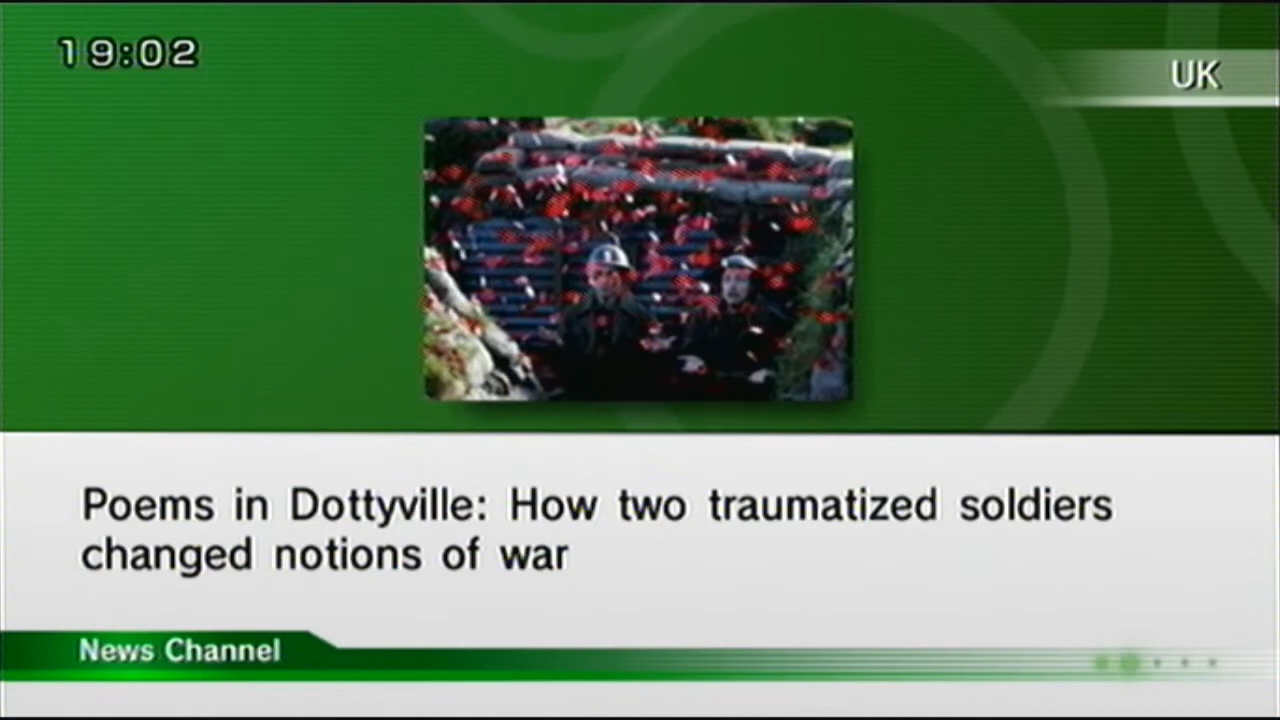 19:02
UK
Poems in Dottyville: How two traumatized soldiers
changed notions of war
News Channel